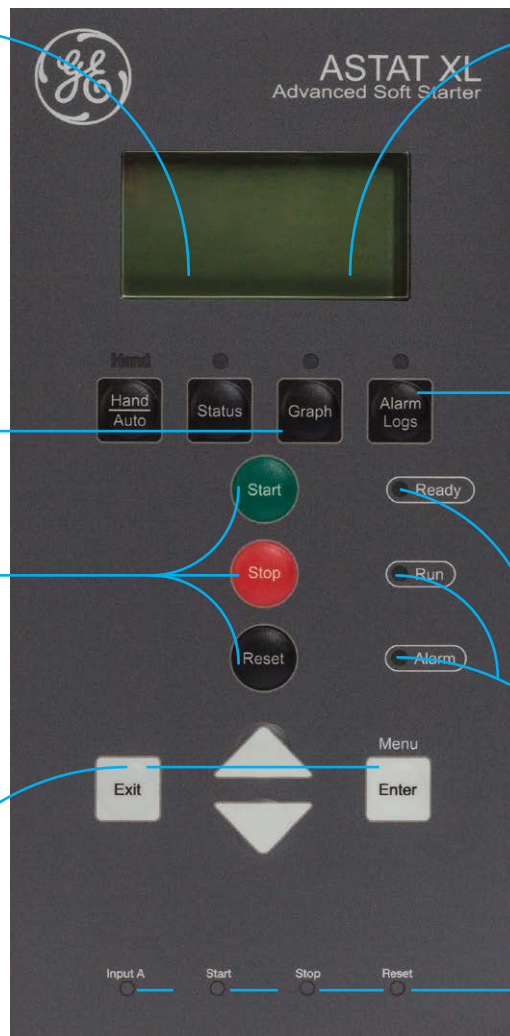 GE
ASTAT XL
Advanced Soft Starter
Hand
Hand
Auto
Status
Graph
Alarm
Logs
Start
Ready
Stop
Run
Reset
Alarm
Menu
Exit
Enter
Input A
Start
Stop
Reset